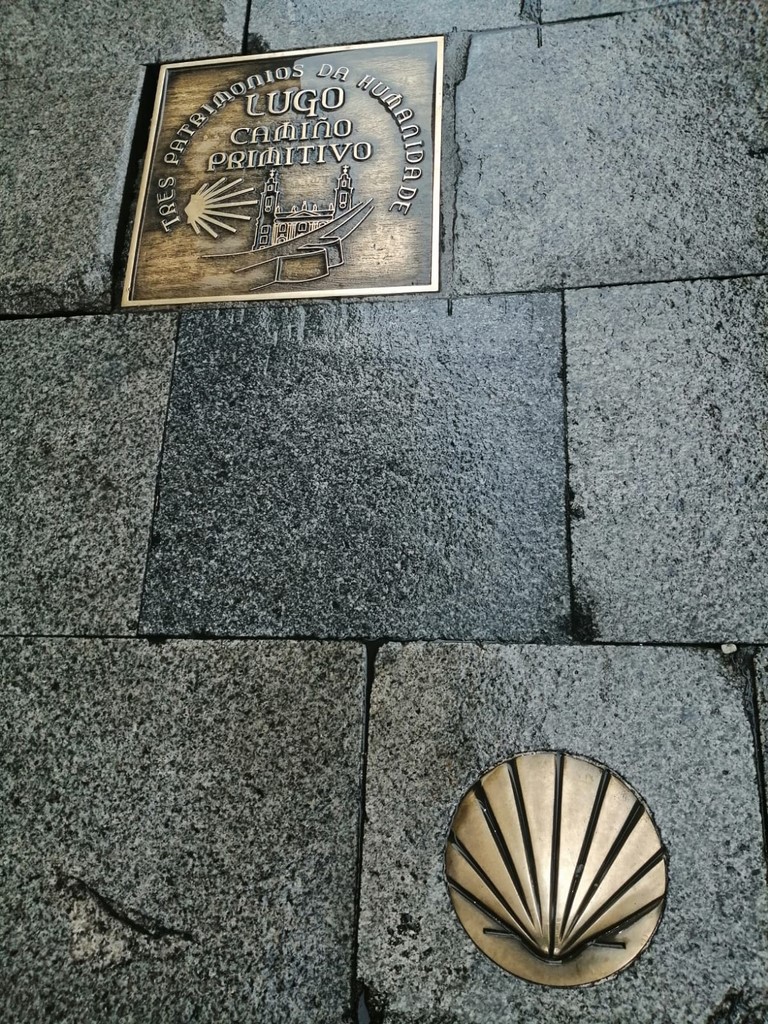 TRES PATRIMONIOS DA HUMANIDADE
LUGO
CAMIÑO
PRIMITIVO